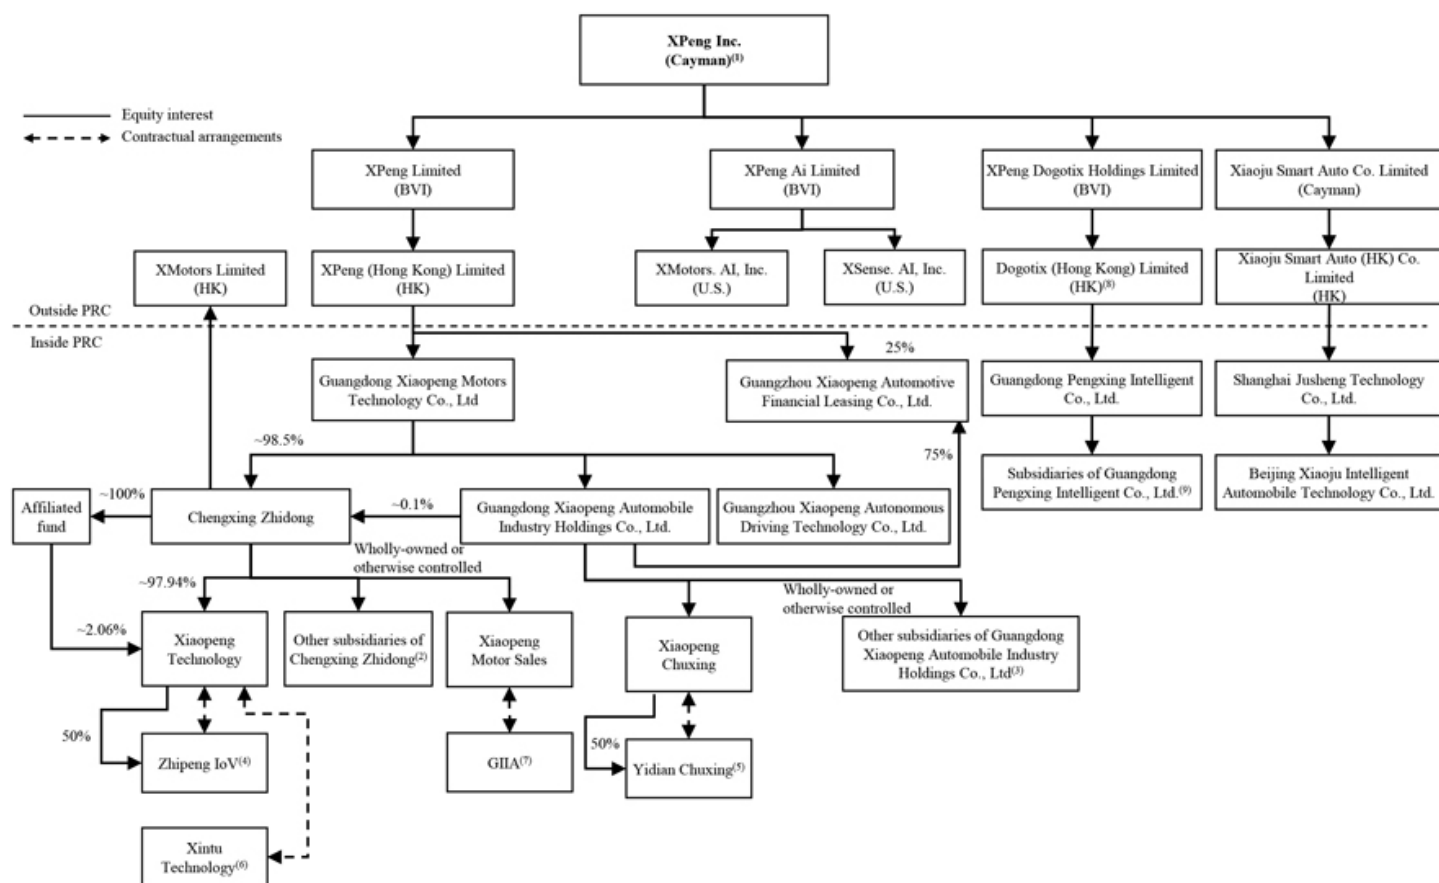 XPeng Inc.
(Cayman)(1)
Equity interest
Contractual arrangements
XPeng Limited
(BVI)
XPeng Ai Limited
(BVI)
XPeng Dogotix Holdings Limited
(BVI)
Xiaoju Smart Auto Co. Limited
(Cayman)
XMotors Limited
(HK)
XPeng (Hong Kong) Limited
(HK)
XMotors. AI, Inc.
(U.S.)
XSense. AI, Inc.
(U.S.)
Dogotix (Hong Kong) Limited
(HK)(8)
Xiaoju Smart Auto (HK) Co.
Limited
(HK)
Outside PRC
Inside PRC
25%
Guangdong Xiaopeng Motors
Technology Co., Ltd
Guangzhou Xiaopeng Automotive
Financial Leasing Co., Ltd.
Guangdong Pengxing Intelligent
Co., Ltd.
Shanghai Jusheng Technology
Co., Ltd.
~98.5%
75%
Subsidiaries of Guangdong
Pengxing Intelligent Co., Ltd.(9)
Beijing Xiaoju Intelligent
Automobile Technology Co., Ltd.
Affiliated
fund
~100%
Chengxing Zhidong
~0.1%
Guangdong Xiaopeng Automobile
Industry Holdings Co., Ltd.
Guangzhou Xiaopeng Autonomous
Driving Technology Co., Ltd.
Wholly-owned or
otherwise controlled
~97.94%
Wholly-owned or
otherwise controlled
~2.06%
Xiaopeng
Technology
Other subsidiaries of
Chengxing Zhidong(2)
Xiaopeng
Motor Sales
Xiaopeng
Chuxing
Other subsidiaries of Guangdong
Xiaopeng Automobile Industry
Holdings Co., Ltd(3)
50%
Zhipeng IoV(4)
GIIA(7)
50%
Yidian Chuxing(5)
Xintu
Technology(6)